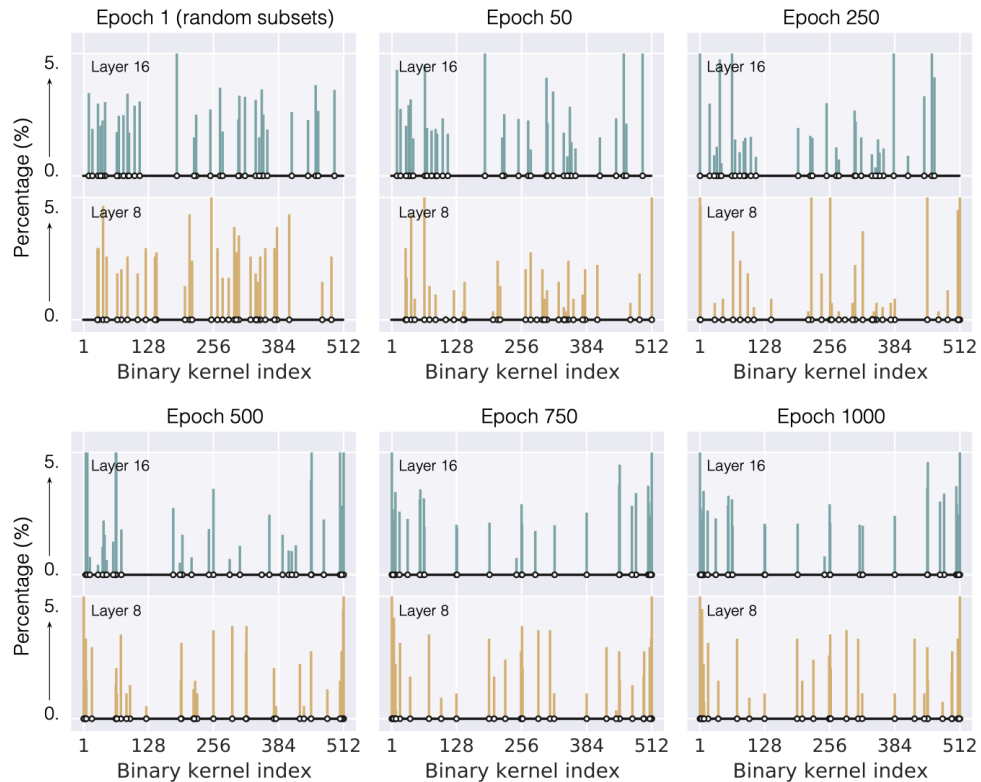 Epoch 1 (random subsets)
Epoch 50
Epoch 250
Percentage (%)
5.
Layer 16
Layer 16
Layer 16
0.
5.
Layer 8
Layer 8
Layer 8
0.
1 128 256 384 512
1 128 256 384 512
1 128 256 384 512
Binary kernel index
Binary kernel index
Binary kernel index
Epoch 500
Epoch 750
Epoch 1000
Percentage (%)
5.
Layer 16
Layer 16
Layer 16
0.
5.
Layer 8
Layer 8
Layer 8
0.
1 128 256 384 512
1 128 256 384 512
1 128 256 384 512
Binary kernel index
Binary kernel index
Binary kernel index